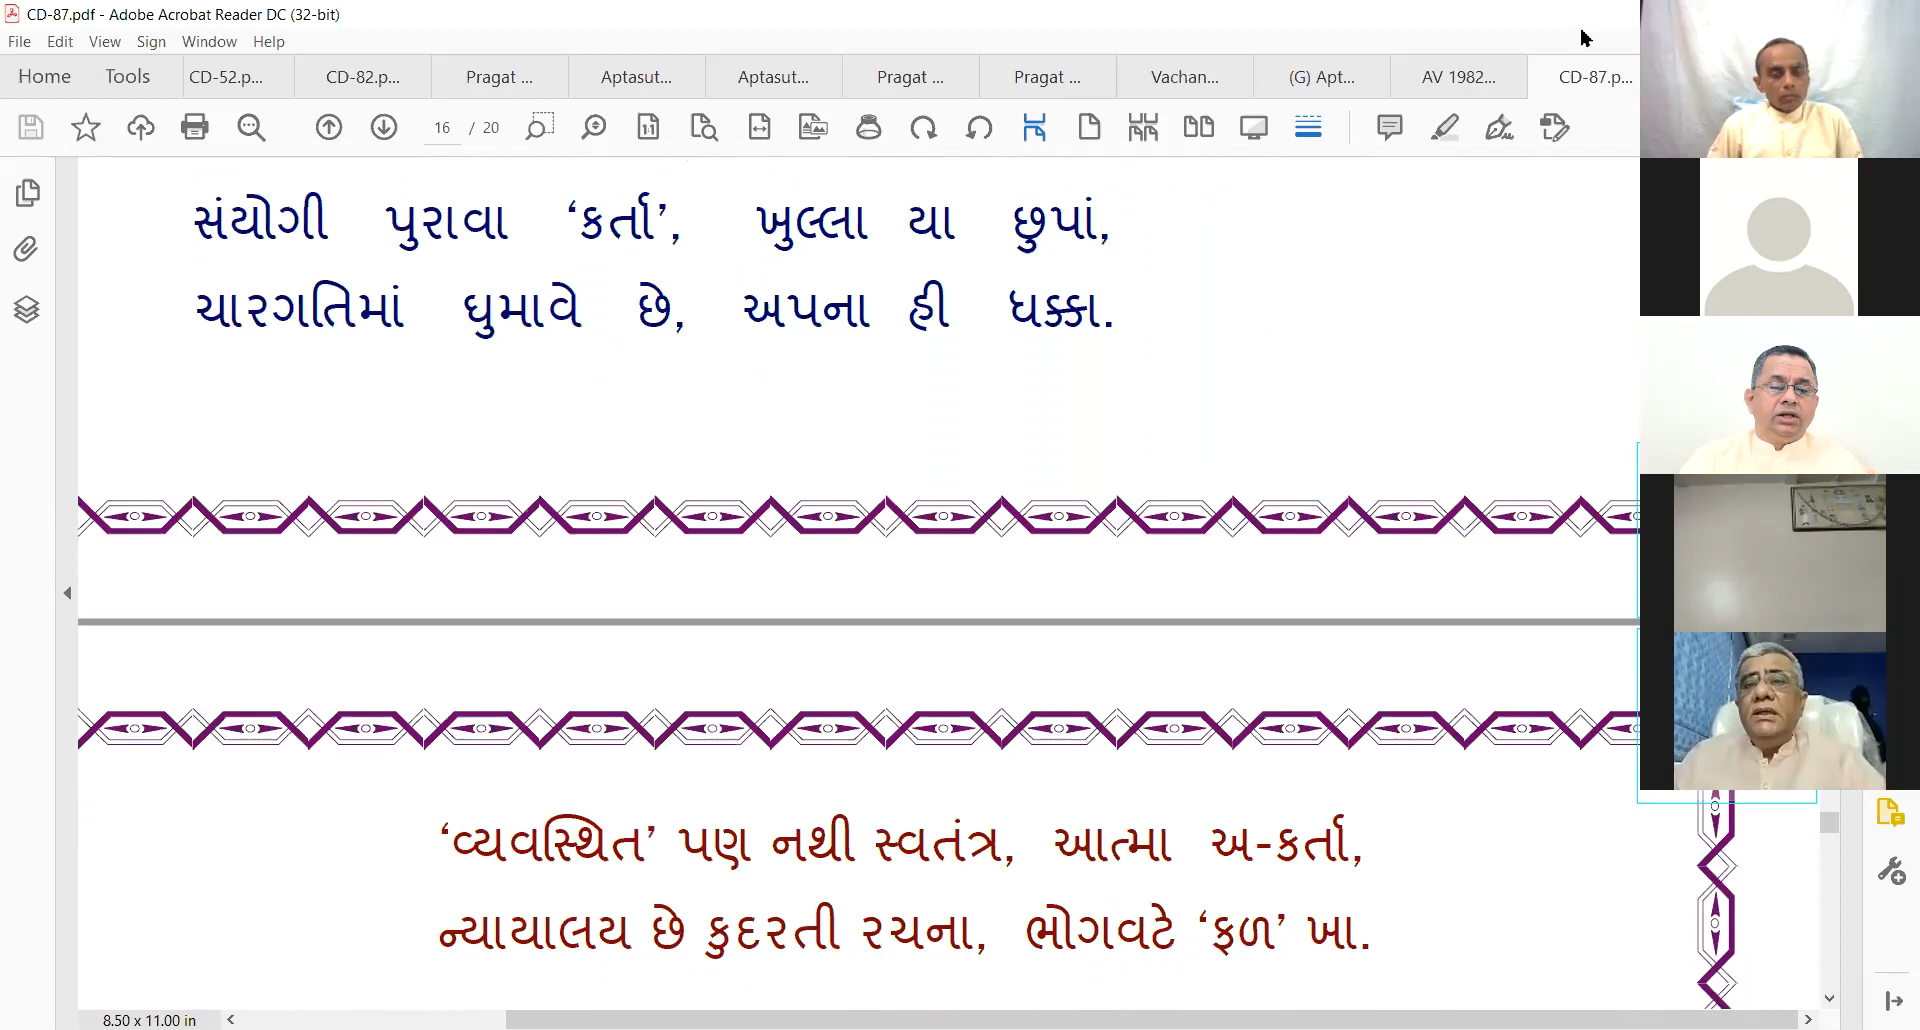 CD-87.pdf - Adobe Acrobat Reader DC (32-bit)
File Edit View Sign Window Help
Home Tools CD-52.p... CD-82.p... Pragat ... Aptasut... Aptasut... Pragat ... Pragat ... Vachan... (G) Apt... AV 1982... CD-87.p...
16 / 20
સંયોગી પુરાવા ‘કર્તા’, ખુલ્લા યા છુપાં,
ચારગતિમાં ઘુમાવે છે, અપના હી ધક્કા.
‘વ્યવસ્થિત’ પણ નથી સ્વતંત્ર, આત્મા અ-કર્તા,
ન્યાયાલય છે કુદરતી રચના, ભોગવટે ‘ફળ’ ખા.
8.50 x 11.00 in